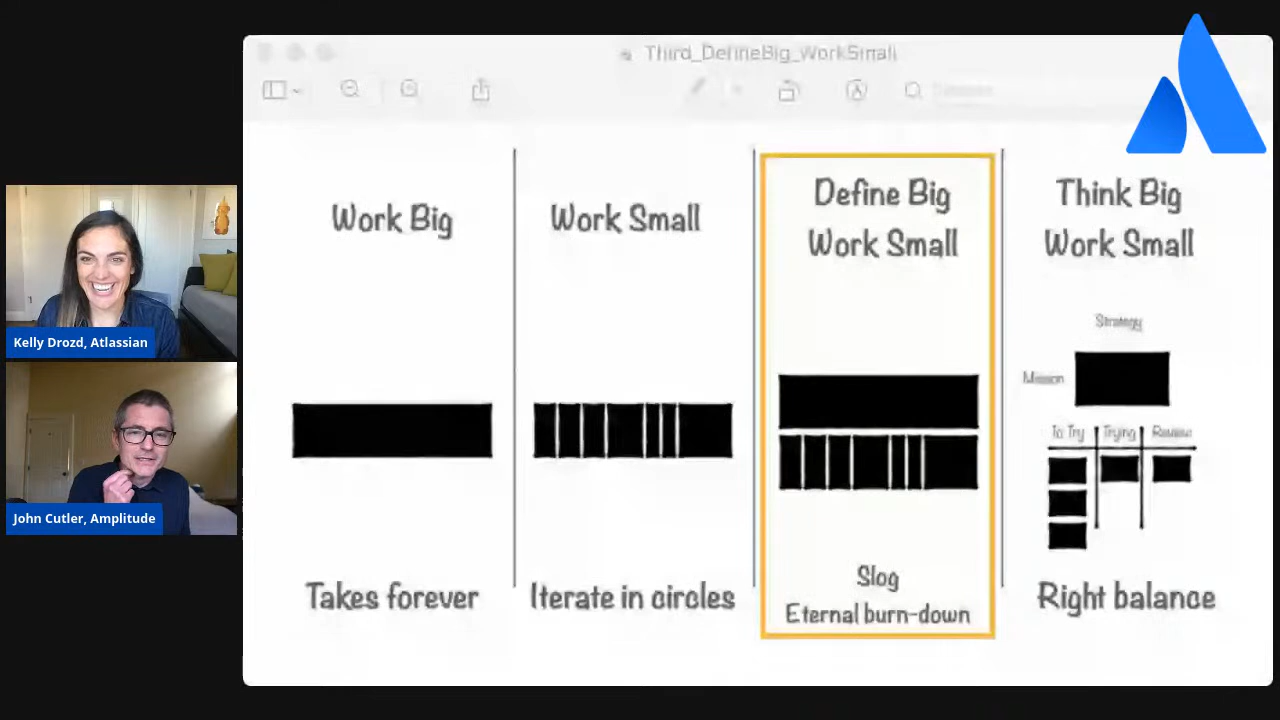 Third_DefineBig_WorkSmall
Work Big
Work Small
Define Big
Work Small
Think Big
Work Small
Strategy
Mission
To Try
Trying
Review
Takes forever
Iterate in circles
Slog
Eternal burn-down
Right balance
Kelly Drozd, Atlassian
John Cutler, Amplitude